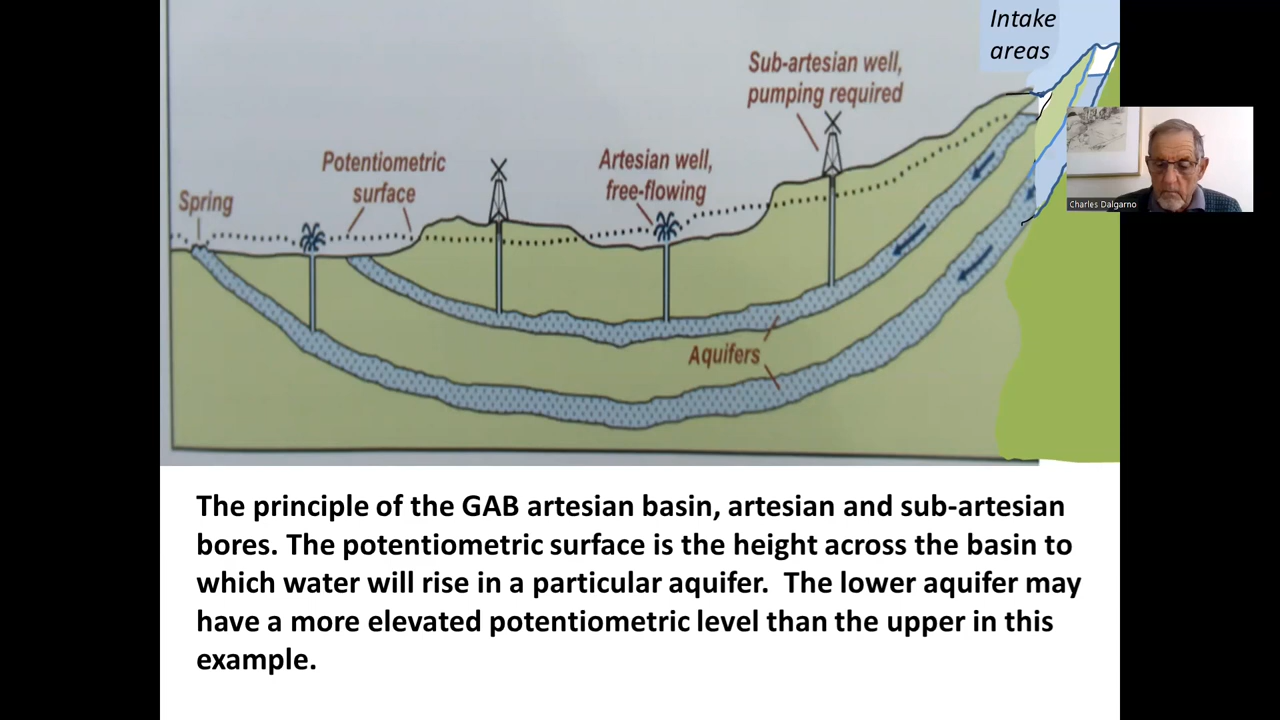 Intake
areas
Sub-artesian well,
pumping required
Potentiometric
surface
Artesian well,
free-flowing
Spring
Charles Dalgarno
Aquifers
The principle of the GAB artesian basin, artesian and sub-artesian
bores. The potentiometric surface is the height across the basin to
which water will rise in a particular aquifer.  The lower aquifer may
have a more elevated potentiometric level than the upper in this
example.